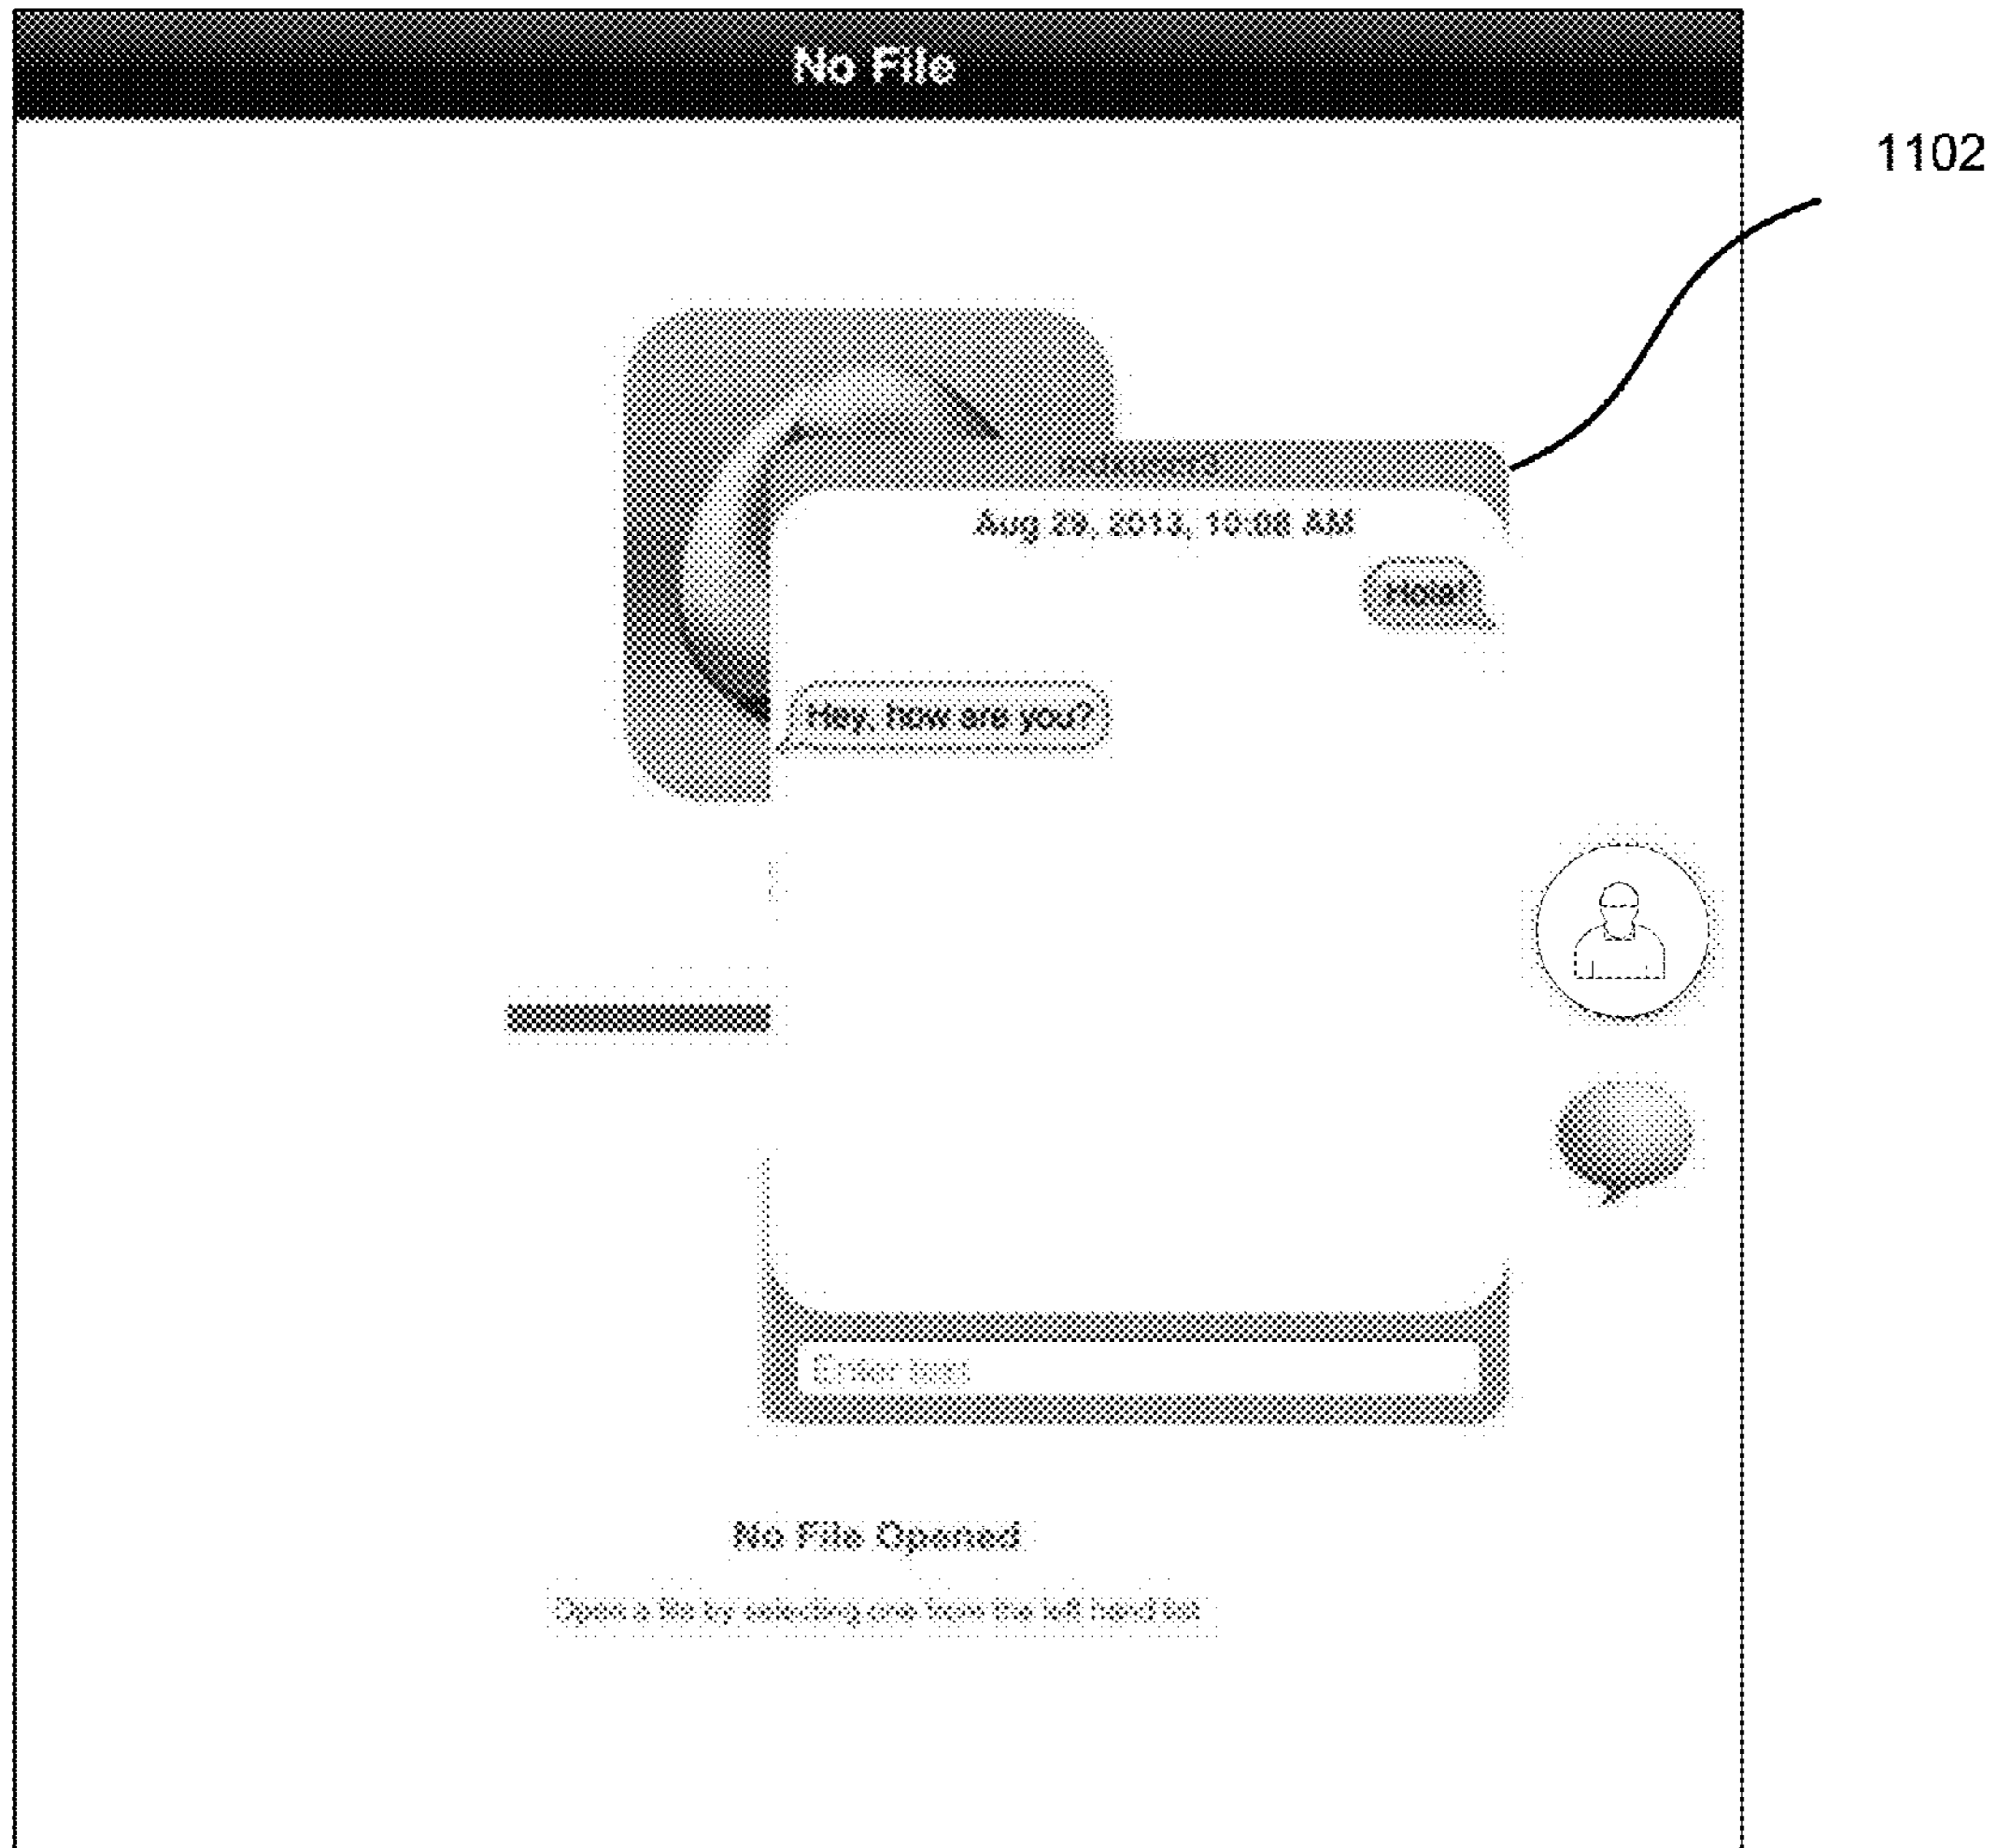 No File
1102
Aug 29, 2013, 10:08 AM
Hola!
Hey, how are you?
Enter text
No File Opened
Open a file by selecting one from the left hand list